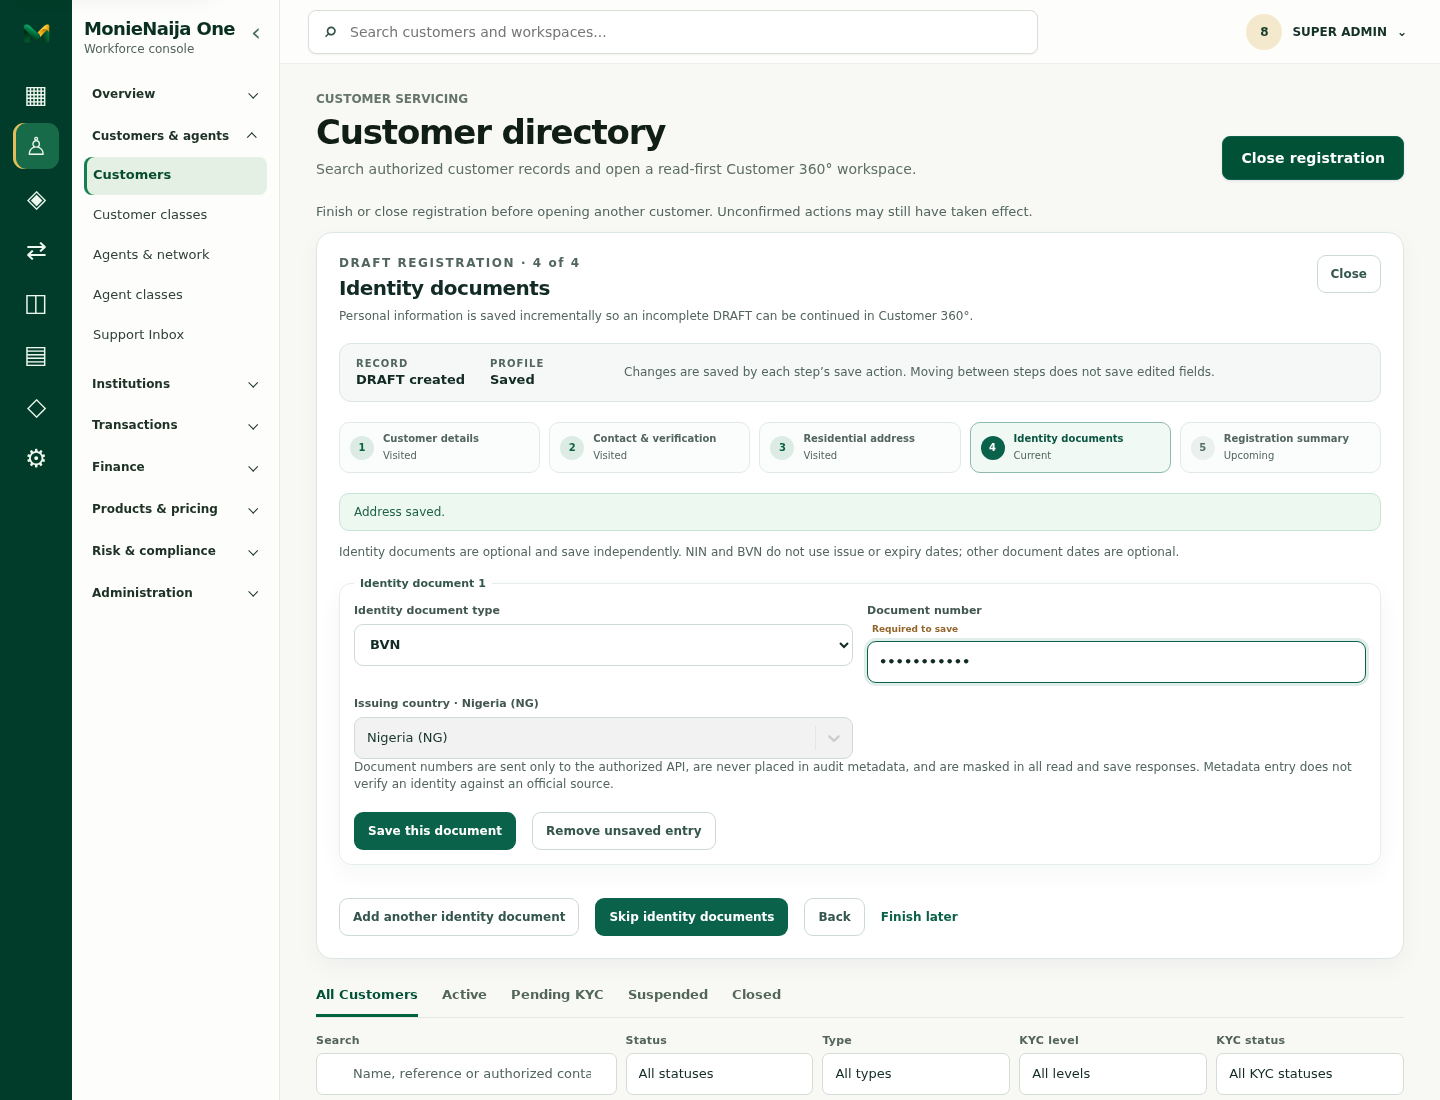 MonieNaija One
Workforce console
Search customers and workspaces...
8
SUPER ADMIN
Overview
Customers & agents
Customers
Customer classes
Agents & network
Agent classes
Support Inbox
Institutions
Transactions
Finance
Products & pricing
Risk & compliance
Administration
CUSTOMER SERVICING
Customer directory
Search authorized customer records and open a read-first Customer 360° workspace.
Close registration
Finish or close registration before opening another customer. Unconfirmed actions may still have taken effect.
DRAFT REGISTRATION · 4 of 4
Identity documents
Personal information is saved incrementally so an incomplete DRAFT can be continued in Customer 360°.
Close
RECORD
DRAFT created
PROFILE
Saved
Changes are saved by each step’s save action. Moving between steps does not save edited fields.
1
Customer details
Visited
2
Contact & verification
Visited
3
Residential address
Visited
4
Identity documents
Current
5
Registration summary
Upcoming
Address saved.
Identity documents are optional and save independently. NIN and BVN do not use issue or expiry dates; other document dates are optional.
Identity document 1
Identity document type
BVN
Document number
Required to save
•••••••••••
Issuing country · Nigeria (NG)
Nigeria (NG)
Document numbers are sent only to the authorized API, are never placed in audit metadata, and are masked in all read and save responses. Metadata entry does not
verify an identity against an official source.
Save this document
Remove unsaved entry
Add another identity document
Skip identity documents
Back
Finish later
All Customers
Active
Pending KYC
Suspended
Closed
Search
Status
Type
KYC level
KYC status
Name, reference or authorized conta
All statuses
All types
All levels
All KYC statuses